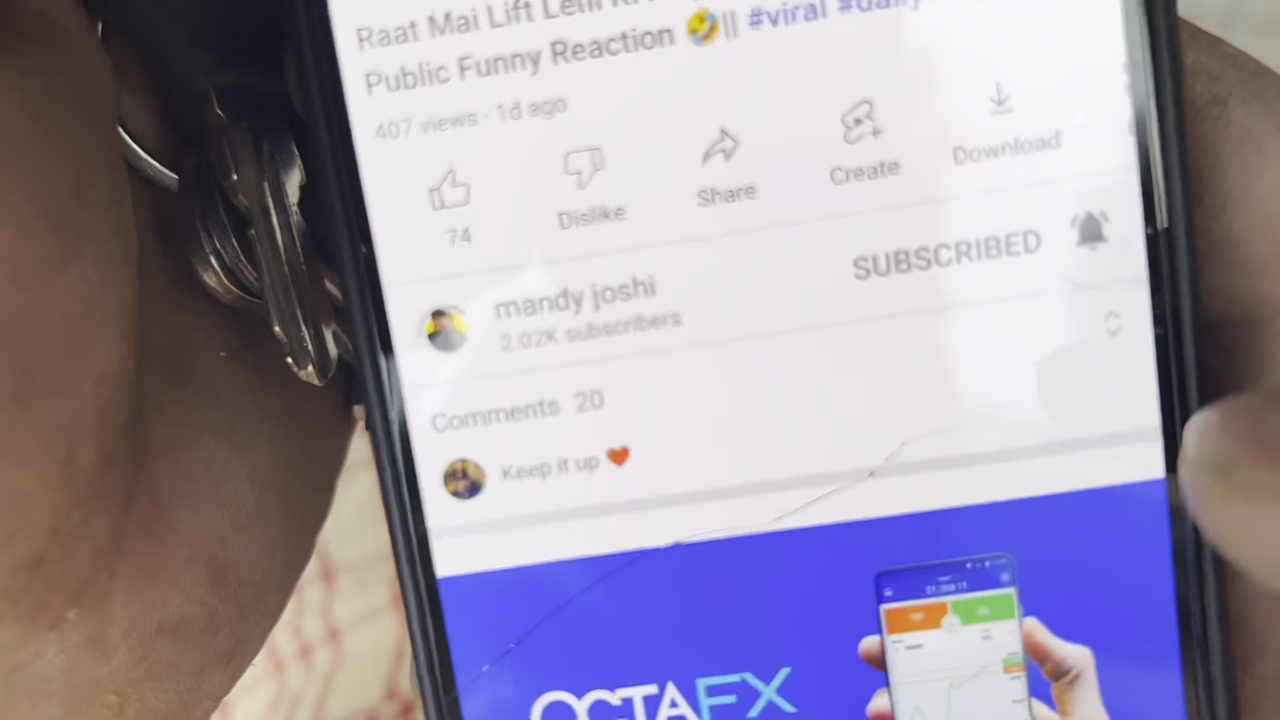 Raat Mai Lift Leni
Public Funny Reaction 🤣|| #viral
407 views · 1d ago
74
Dislike
Share
Create
Download
mandy joshi
2.02K subscribers
SUBSCRIBED
Comments 20
Keep it up ❤️
OCTAFX